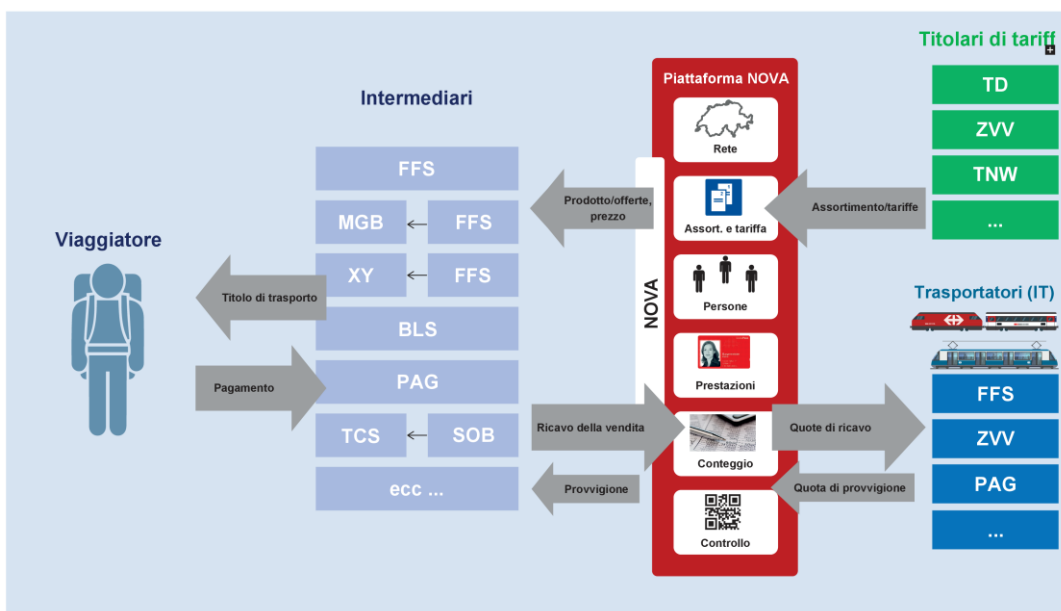 Titolari di tariff
TD
ZVV
TNW
...
Piattaforma NOVA
Rete
Assort. e tariffa
Persone
Prestazioni
Conteggio
Controllo
NOVA
Intermediari
FFS
MGB
FFS
XY
FFS
BLS
PAG
TCS
SOB
ecc ...
Viaggiatore
Titolo di trasporto
Pagamento
Prodotto/offerte,
prezzo
Assortimento/tariffe
Ricavo della vendita
Provvigione
Quote di ricavo
Quota di provvigione
Trasportatori (IT)
FFS
ZVV
PAG
...